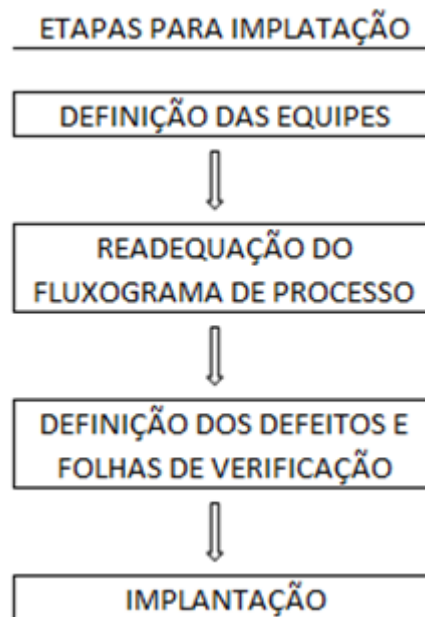 ETAPAS PARA IMPLATAÇÃO
DEFINIÇÃO DAS EQUIPES
READEQUAÇÃO DO
FLUXOGRAMA DE PROCESSO
DEFINIÇÃO DOS DEFEITOS E
FOLHAS DE VERIFICAÇÃO
IMPLANTAÇÃO